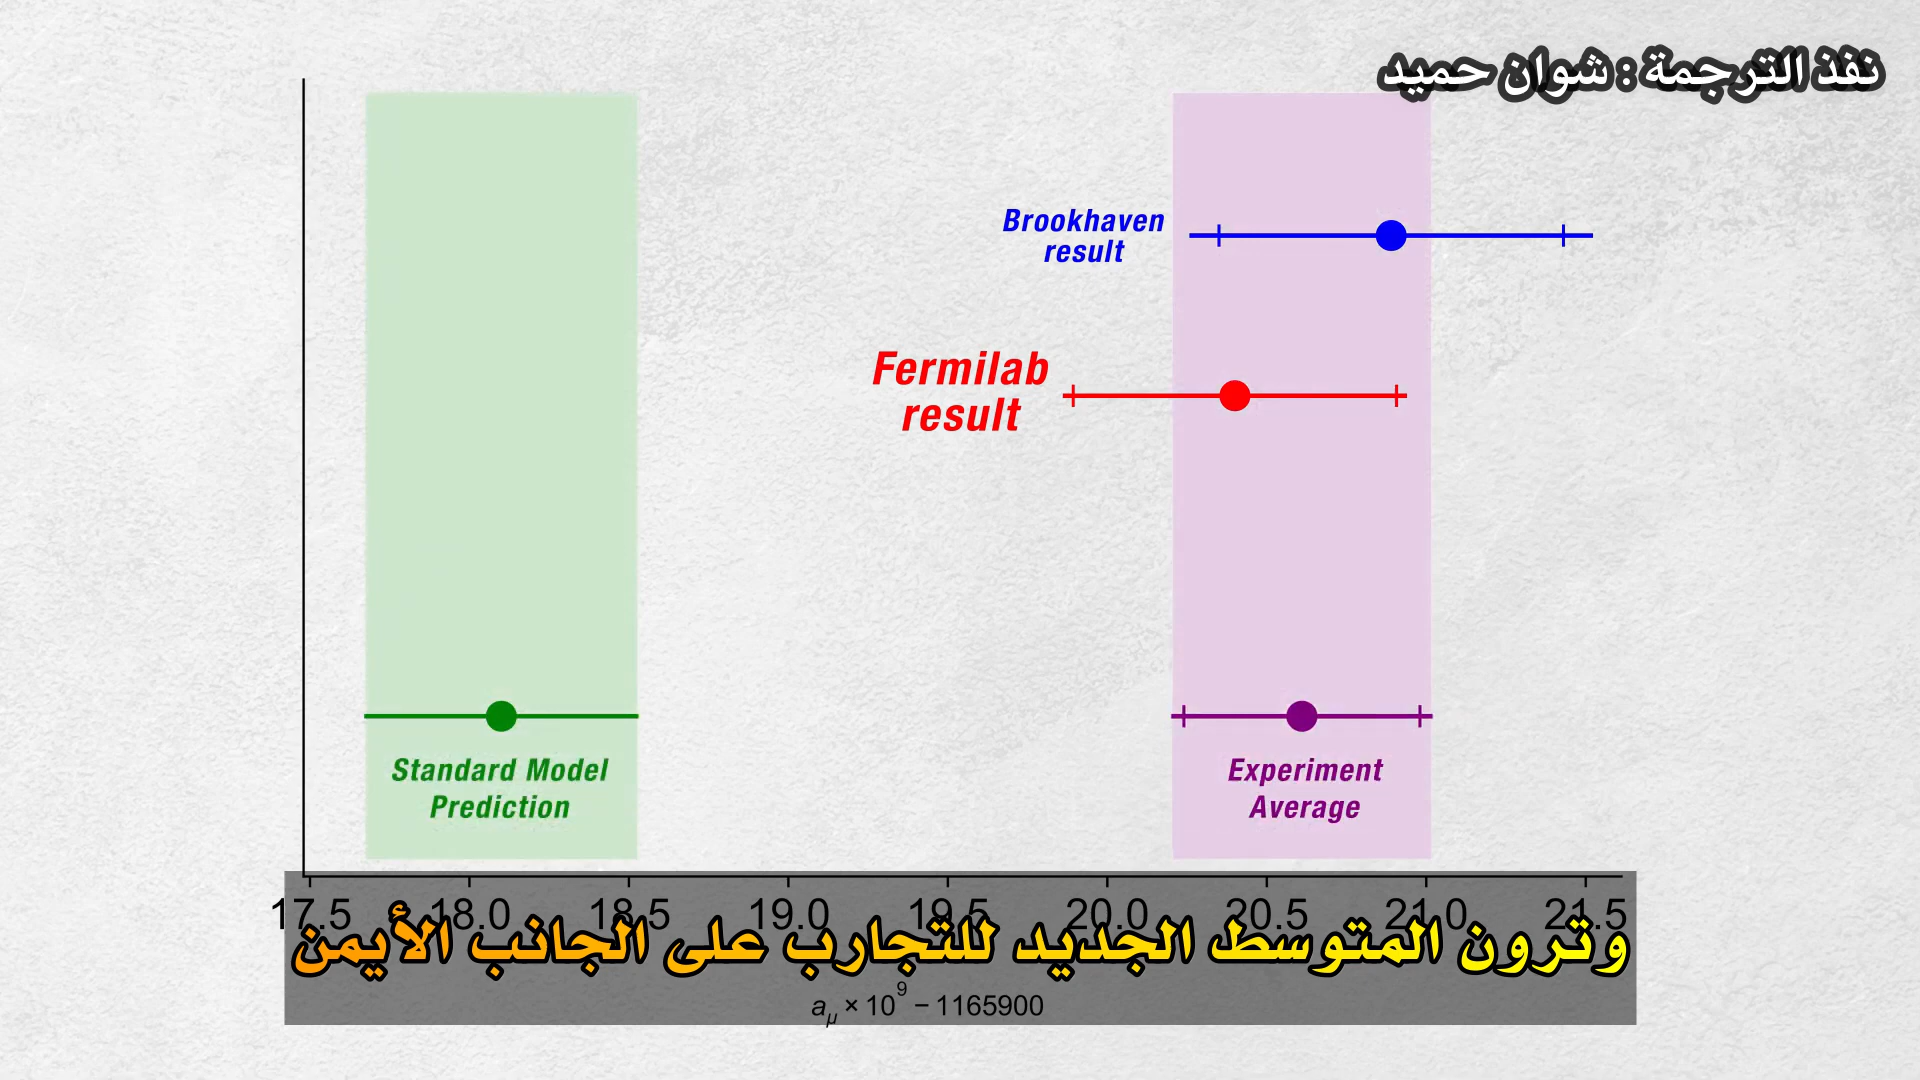 نفذ الترجمة : شوان حميد
Brookhaven
result
Fermilab
result
Standard Model
Prediction
Experiment
Average
17.5 18.0 18.5 19.0 19.5 20.0 20.5 21.0 21.5
وترون المتوسط الجديد للتجارب على الجانب الأيمن
aμ × 10⁹ – 1165900